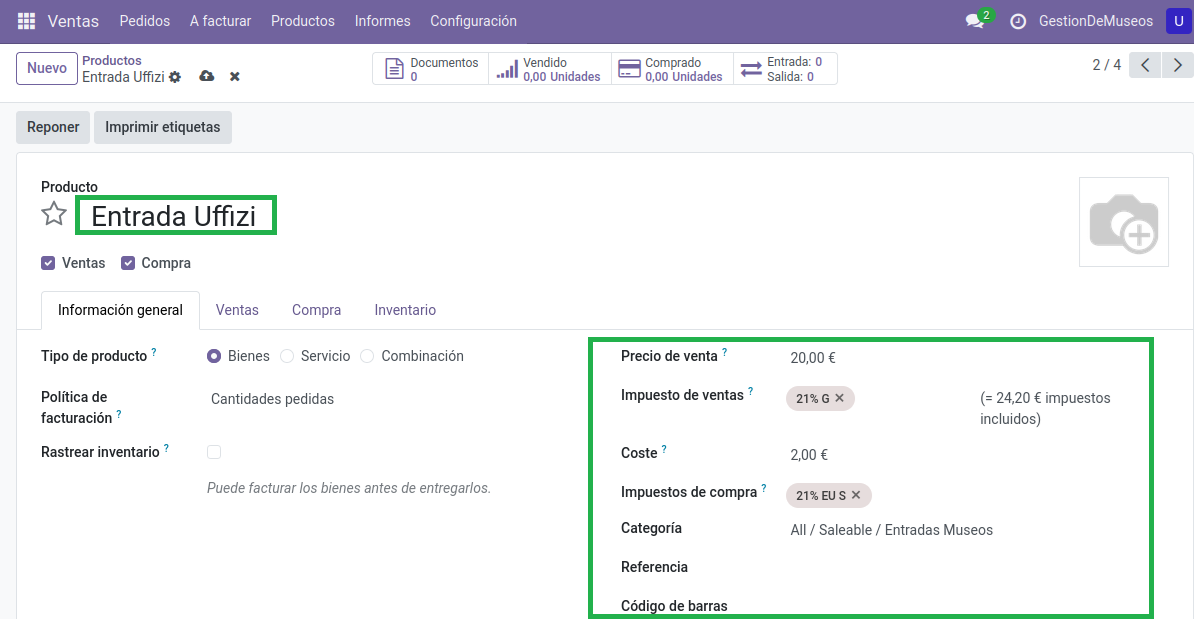 Ventas Pedidos A facturar Productos Informes Configuración 2 GestionDeMuseos U
Nuevo Productos
Entrada Uffizi
Documentos
0
Vendido
0,00 Unidades
Comprado
0,00 Unidades
Entrada: 0
Salida: 0
2 / 4
Reponer Imprimir etiquetas
Producto
Entrada Uffizi
Ventas Compra
Información general Ventas Compra Inventario
Tipo de producto ? Bienes Servicio Combinación
Política de
facturación ? Cantidades pedidas
Rastrear inventario ?
Puede facturar los bienes antes de entregarlos.
Precio de venta ? 20,00 €
Impuesto de ventas ? 21% G (= 24,20 € impuestos
incluidos)
Coste ? 2,00 €
Impuestos de compra ? 21% EU S
Categoría All / Saleable / Entradas Museos
Referencia
Código de barras